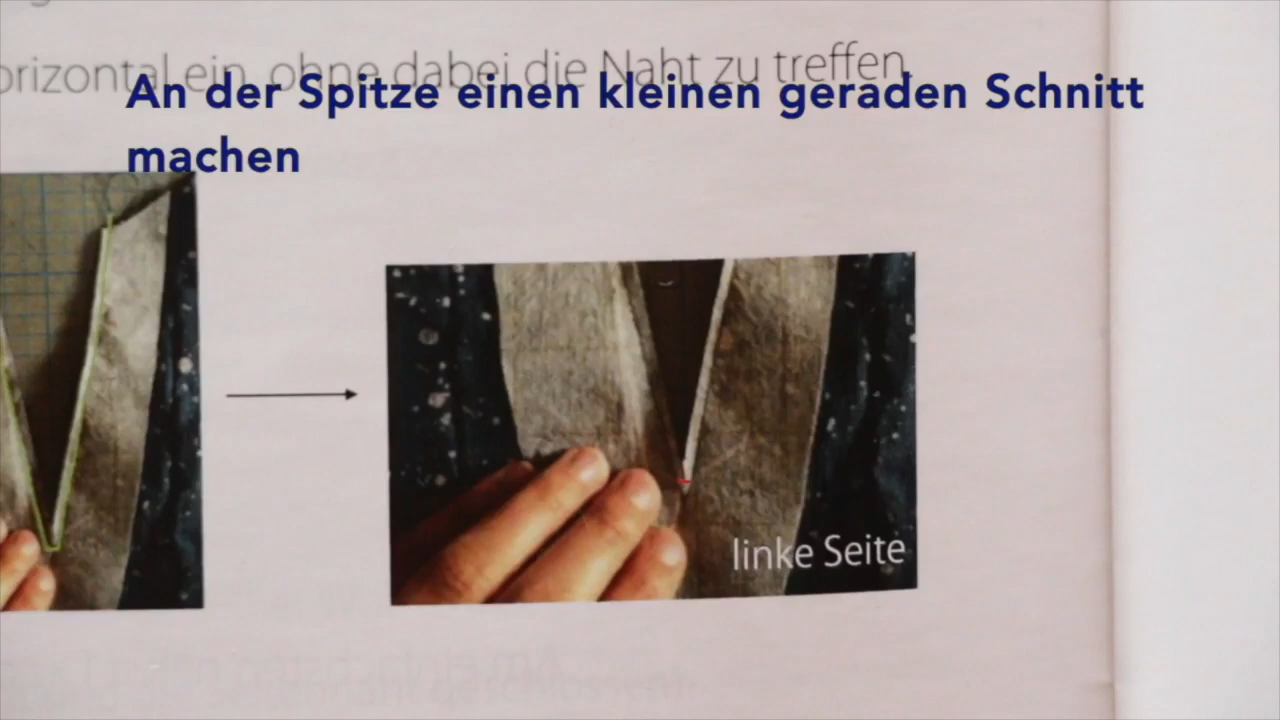 orizontal ein, ohne dabei die Naht zu treffen
An der Spitze einen kleinen geraden Schnitt
machen
linke Seite